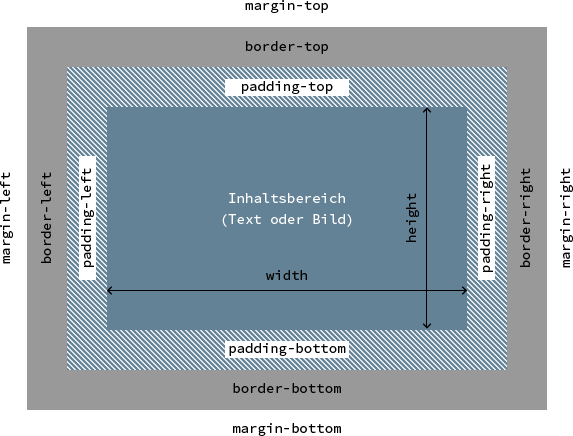 margin-top
border-top
padding-top
margin-left
border-left
padding-left
Inhaltsbereich
(Text oder Bild)
height
padding-right
border-right
margin-right
width
padding-bottom
border-bottom
margin-bottom